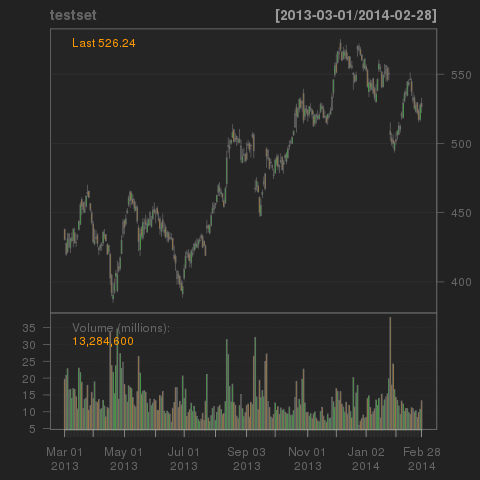 testset [2013-03-01/2014-02-28]
Last 526.24
550
500
450
400
Volume (millions):
13,284,600
35
30
25
20
15
10
5
Mar 01 May 01 Jul 01 Sep 03 Nov 01 Jan 02 Feb 28
2013 2013 2013 2013 2013 2014 2014